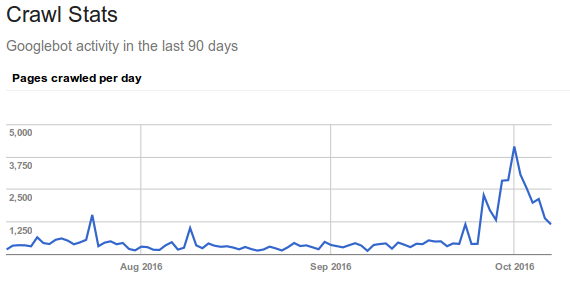 Crawl Stats
Googlebot activity in the last 90 days
Pages crawled per day
5,000
3,750
2,500
1,250
Aug 2016 Sep 2016 Oct 2016